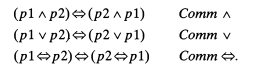 (p1 ∧ p2) ⇔ (p2 ∧ p1) Comm ∧
(p1 ∨ p2) ⇔ (p2 ∨ p1) Comm ∨
(p1 ⇔ p2) ⇔ (p2 ⇔ p1) Comm ⇔.